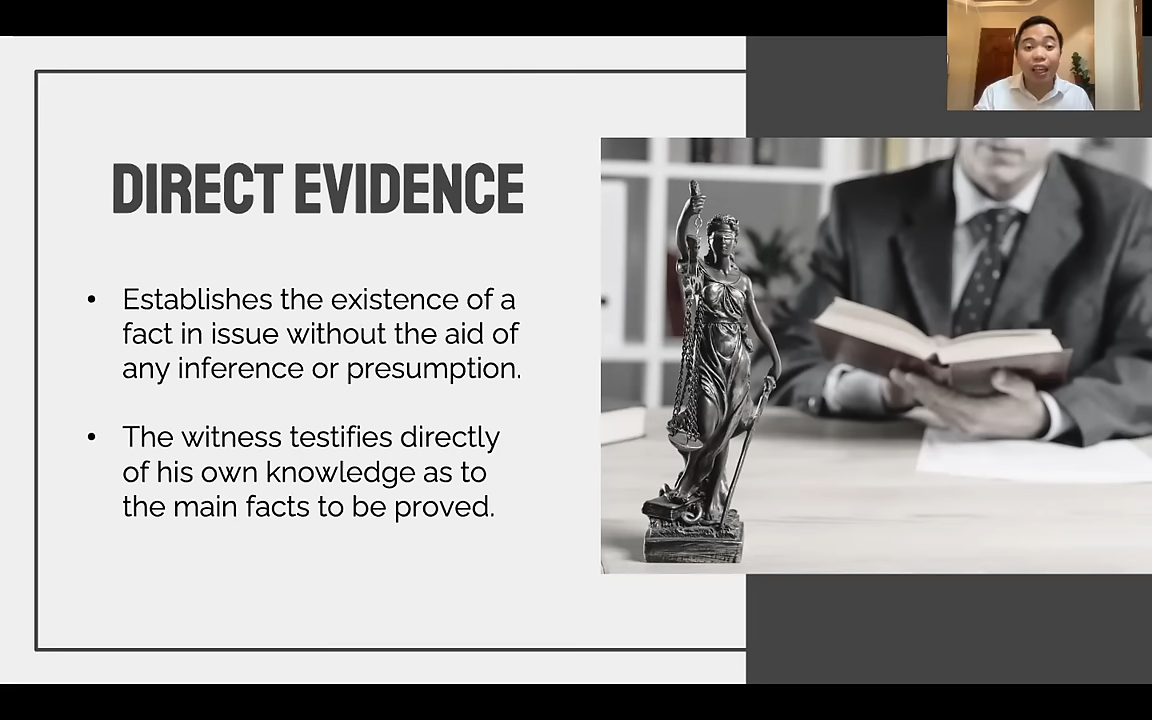 DIRECT EVIDENCE
• Establishes the existence of a
fact in issue without the aid of
any inference or presumption.
• The witness testifies directly
of his own knowledge as to
the main facts to be proved.